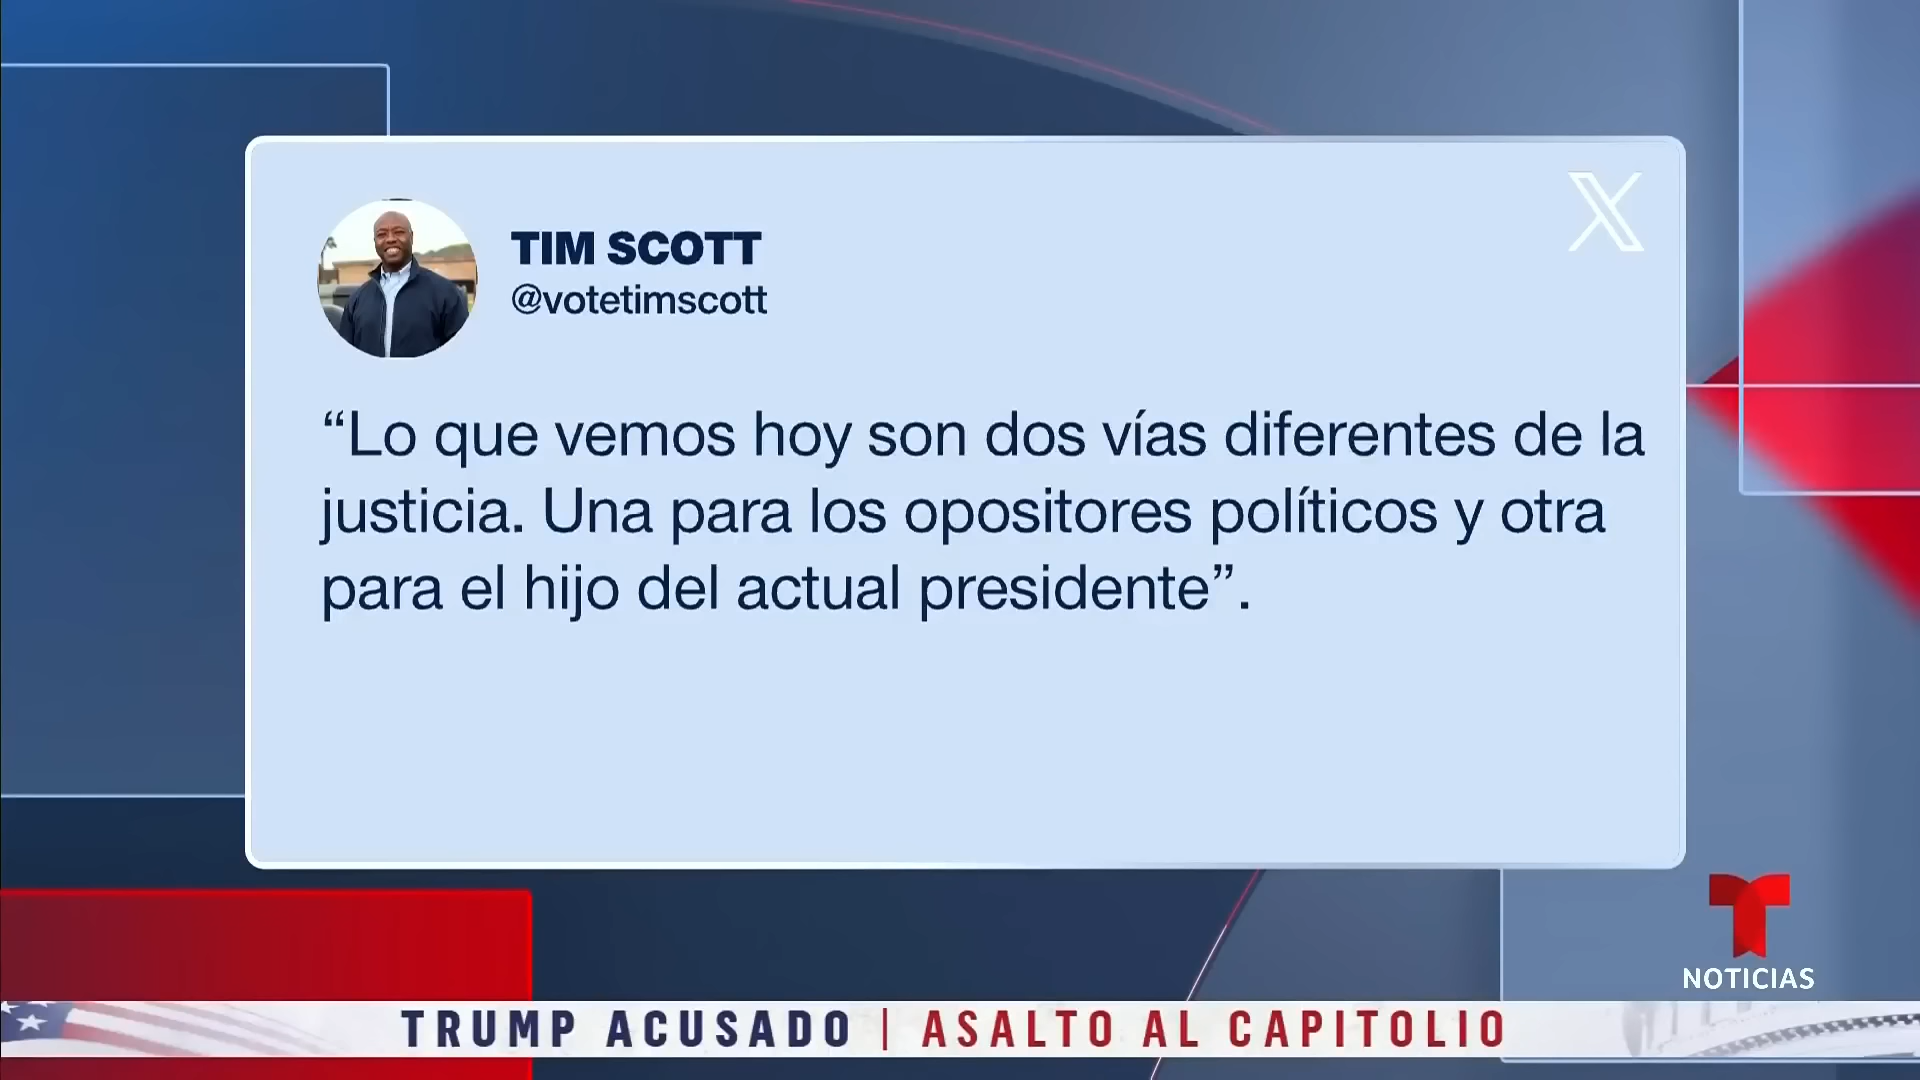 TIM SCOTT
@votetimscott
“Lo que vemos hoy son dos vías diferentes de la
justicia. Una para los opositores políticos y otra
para el hijo del actual presidente”.
NOTICIAS
TRUMP ACUSADO | ASALTO AL CAPITOLIO